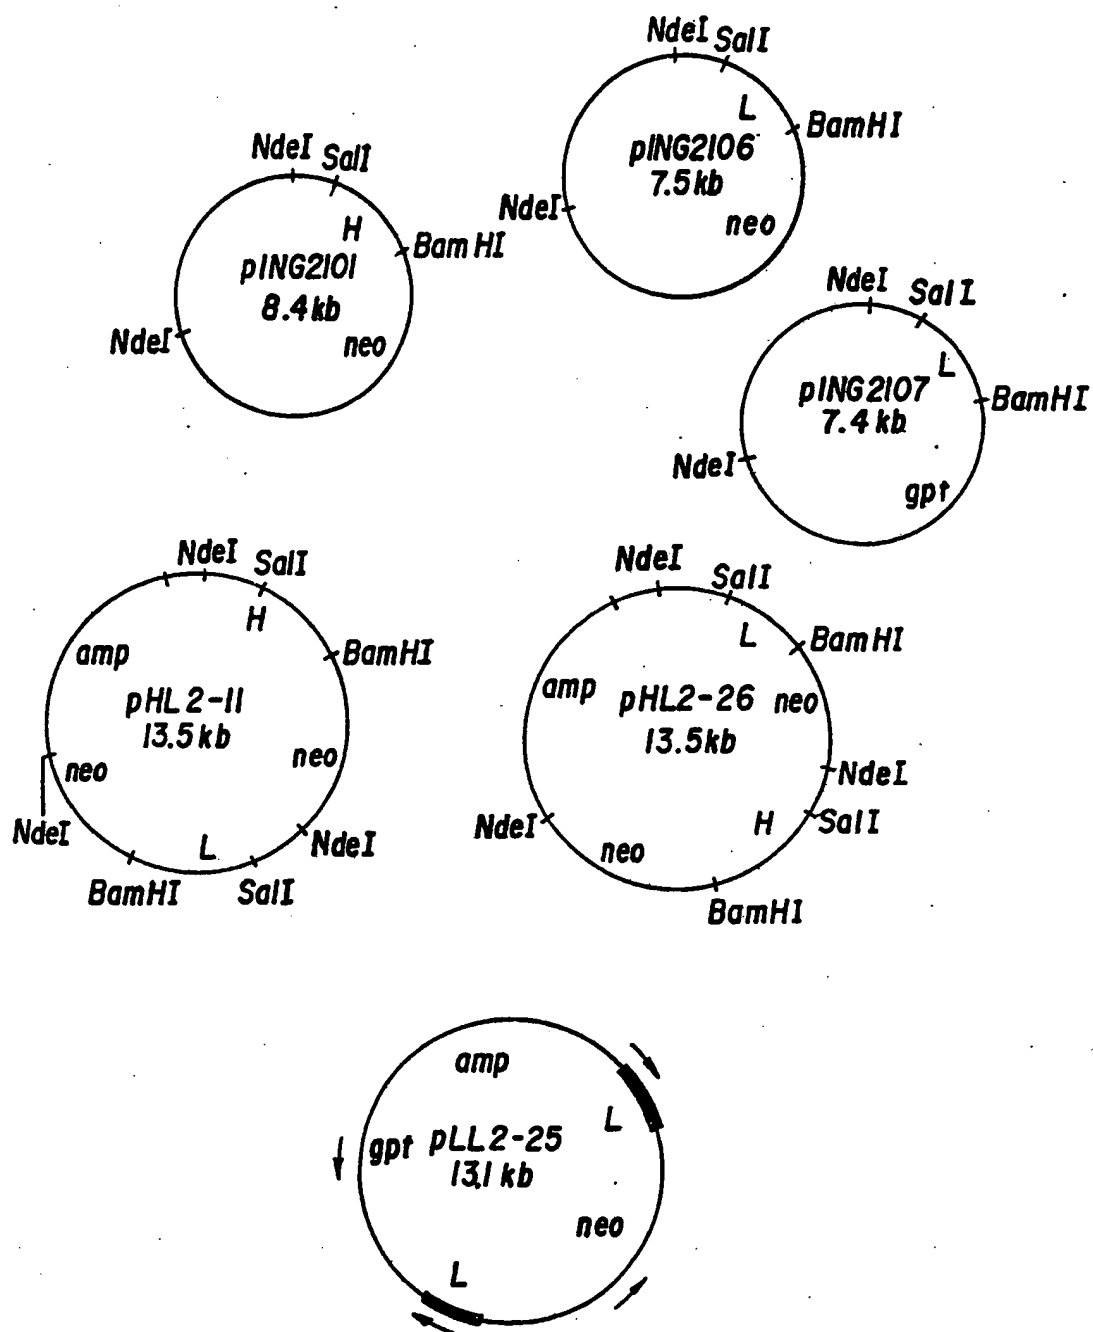 NdeI SalI
L
BamHI
pING2106
7.5kb
NdeI
neo
NdeI SalI
H
BamHI
pING2101
8.4kb
NdeI
neo
NdeI SalI
L
BamHI
pING2107
7.4kb
NdeI
gpt
NdeI SalI
H
BamHI
amp
pHL2-11
13.5kb
neo
neo
NdeI
L
NdeI
BamHI SalI
NdeI
SalI
L
BamHI
amp
pHL2-26
neo
13.5kb
NdeI
NdeI
H
SalI
neo
BamHI
amp
L
gpt
pLL2-25
13,1kb
neo
L